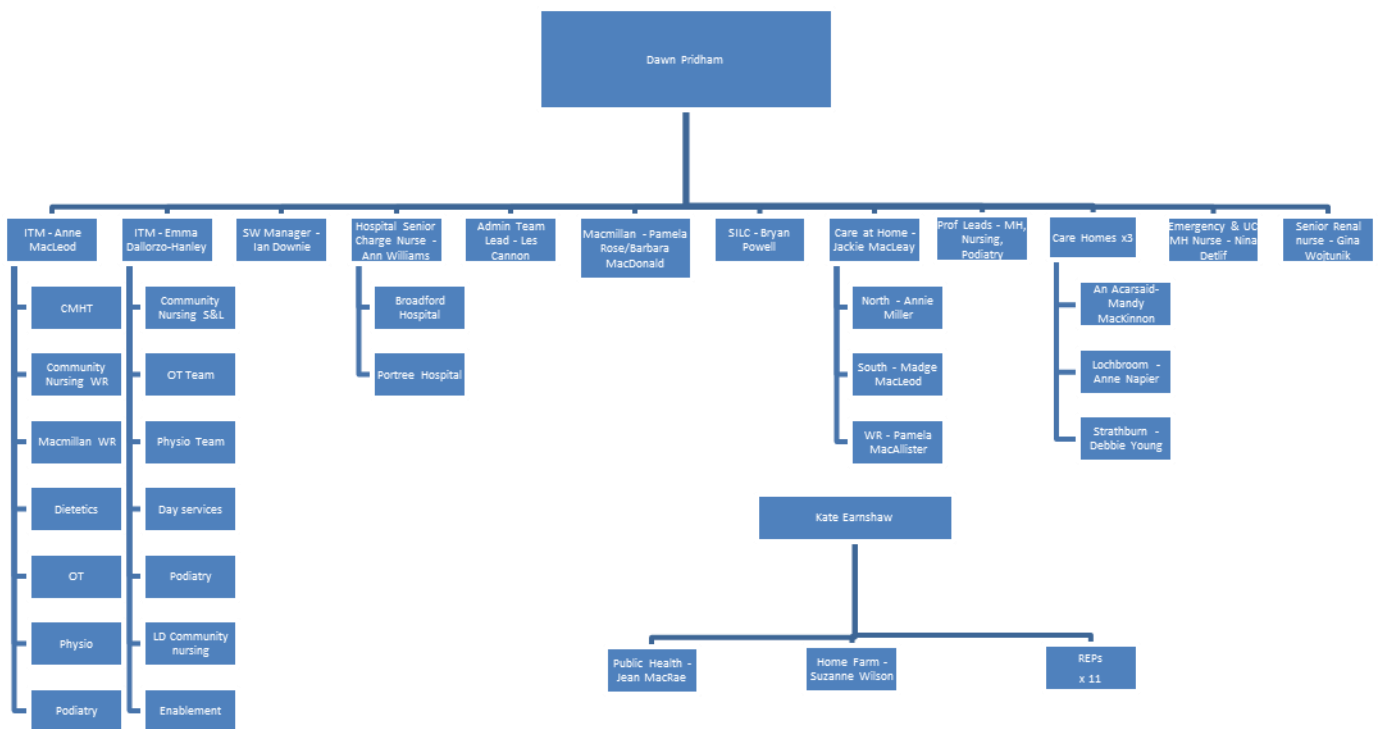 Dawn Pridham
ITM - Anne
MacLeod
ITM - Emma
Dallorzo-Hanley
SW Manager -
Ian Downie
Hospital Senior
Charge Nurse -
Ann Williams
Admin Team
Lead - Les
Cannon
Macmillan - Pamela
Rose/Barbara
MacDonald
SILC - Bryan
Powell
Care at Home -
Jackie MacLeay
Prof Leads - MH,
Nursing,
Podiatry
Care Homes x3
Emergency & UC
MH Nurse - Nina
Detlif
Senior Renal
nurse - Gina
Wojtunik
CMHT
Community
Nursing WR
Macmillan WR
Dietetics
OT
Physio
Podiatry
Community
Nursing S&L
OT Team
Physio Team
Day services
Podiatry
LD Community
nursing
Enablement
Broadford
Hospital
Portree Hospital
North - Annie
Miller
South - Madge
MacLeod
WR - Pamela
MacAllister
An Acarsaid-
Mandy
MacKinnon
Lochbroom -
Anne Napier
Strathburn -
Debbie Young
Kate Earnshaw
Public Health -
Jean MacRae
Home Farm -
Suzanne Wilson
REPs
x 11